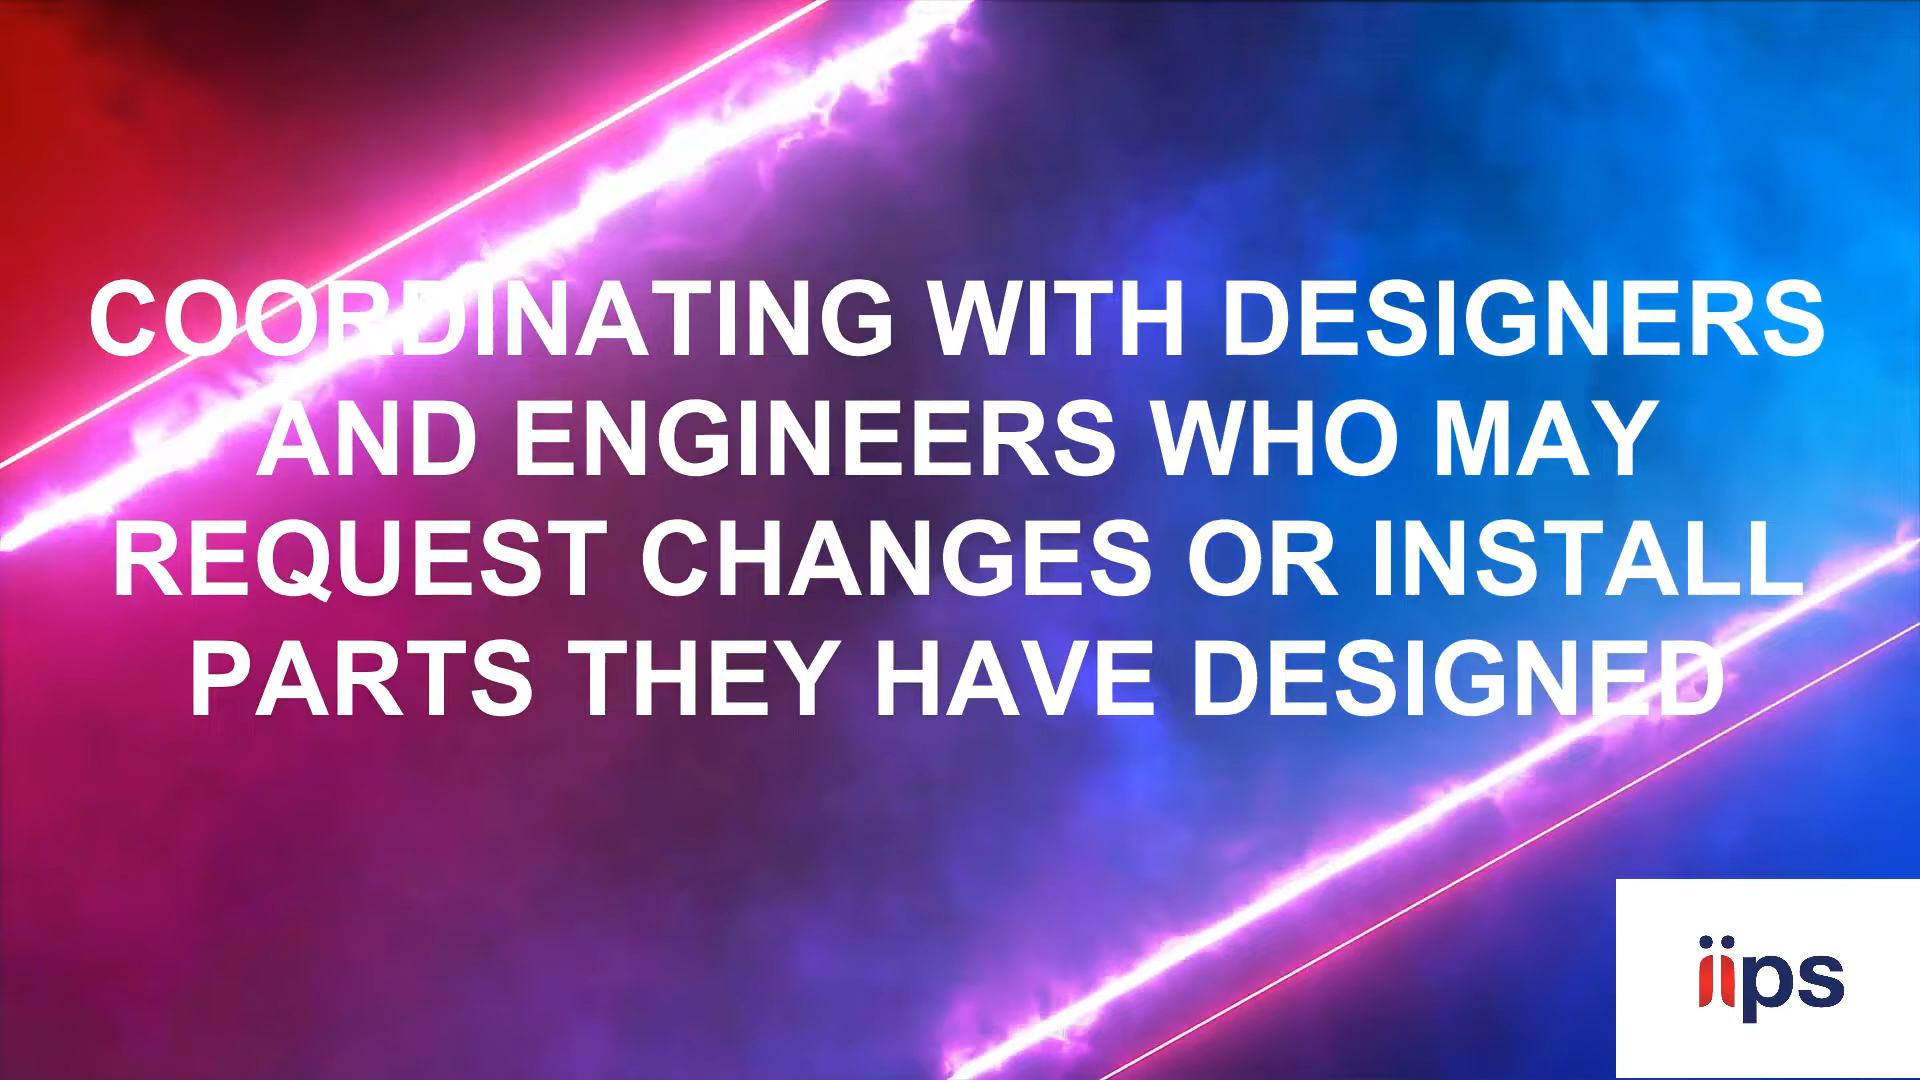 COORDINATING WITH DESIGNERS
AND ENGINEERS WHO MAY
REQUEST CHANGES OR INSTALL
PARTS THEY HAVE DESIGNED
iips